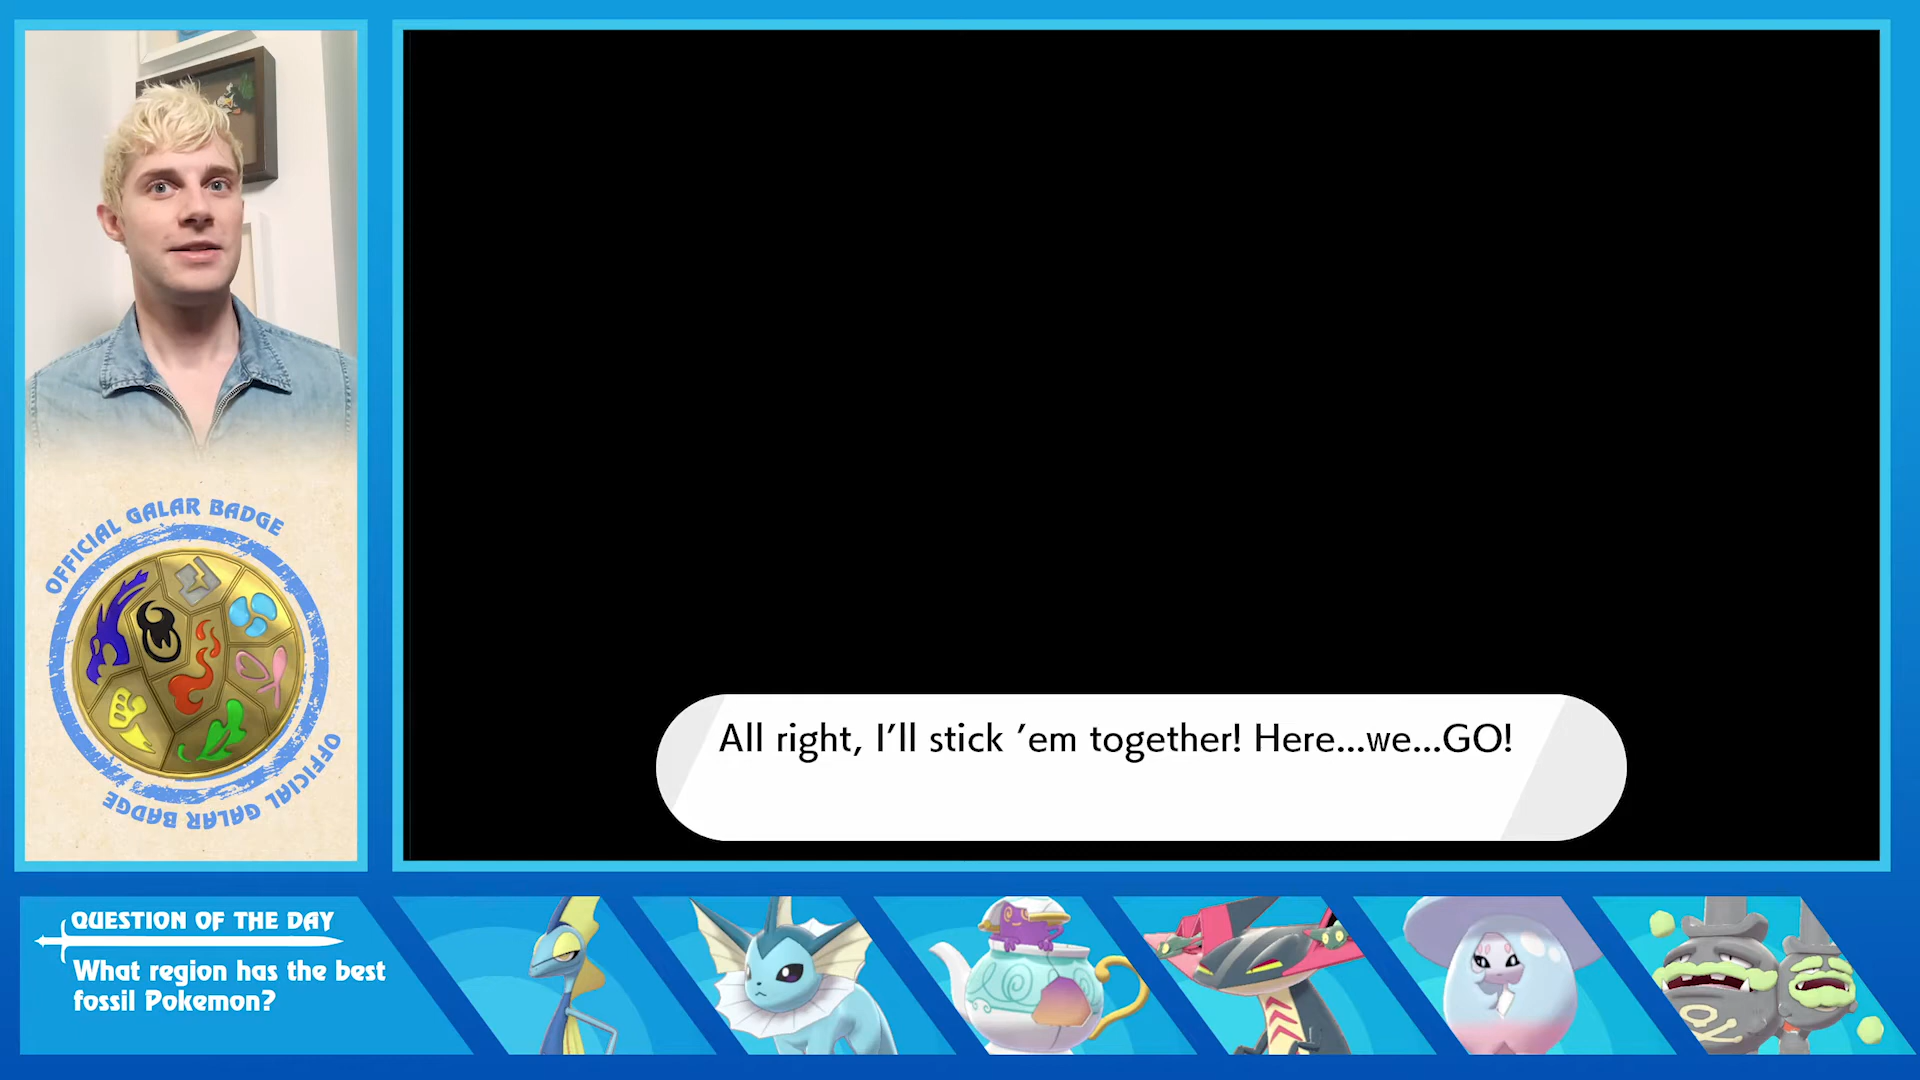 All right, I'll stick 'em together! Here...we...GO!
OFFICIAL GALAR BADGE
OFFICIAL GALAR BADGE
QUESTION OF THE DAY
What region has the best
fossil Pokemon?